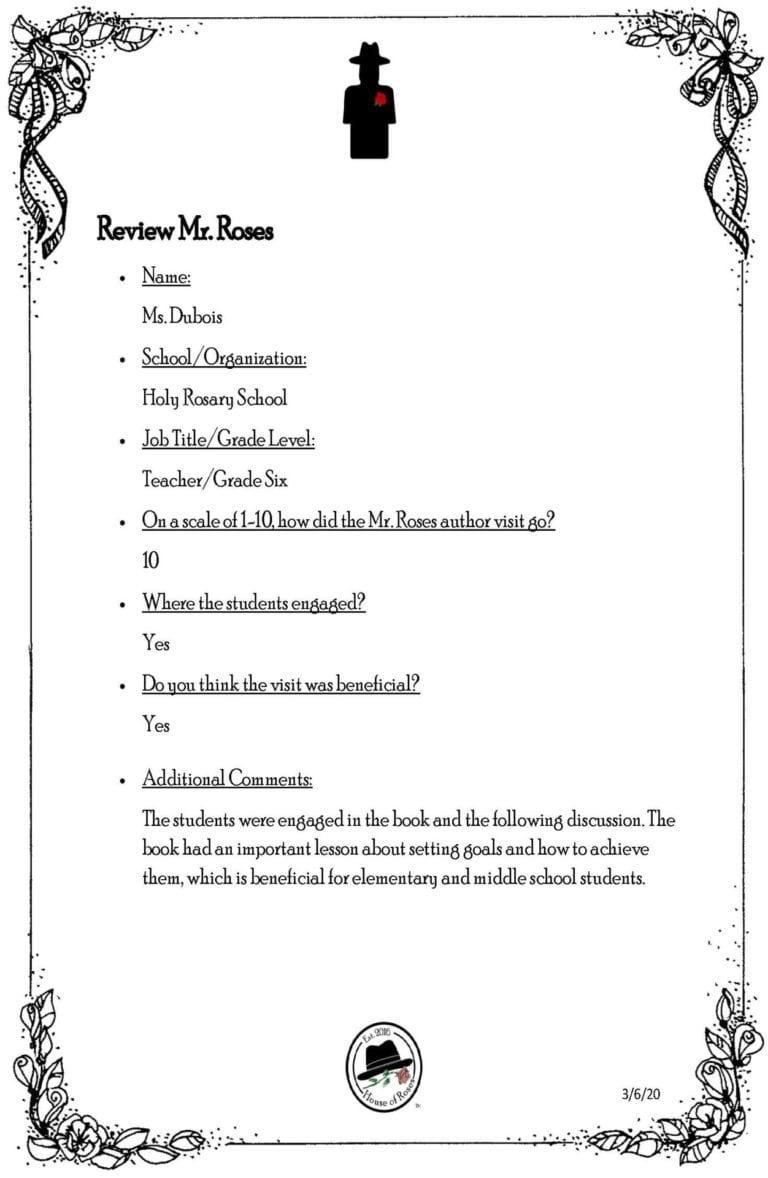 Review Mr. Roses
• Name:
Ms. Dubois
• School/Organization:
Holy Rosary School
• Job Title/Grade Level:
Teacher/Grade Six
• On a scale of 1-10, how did the Mr. Roses author visit go?
10
• Where the students engaged?
Yes
• Do you think the visit was beneficial?
Yes
• Additional Comments:
The students were engaged in the book and the following discussion. The
book had an important lesson about setting goals and how to achieve
them, which is beneficial for elementary and middle school students.
Est. 2016
House of Roses
3/6/20